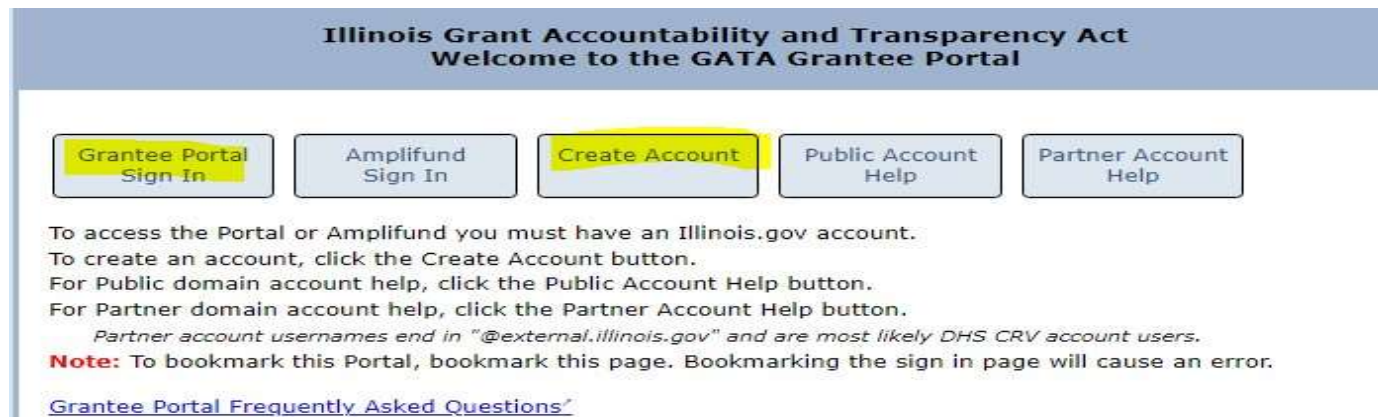 Illinois Grant Accountability and Transparency Act
Welcome to the GATA Grantee Portal
Grantee Portal
Sign In
Amplifund
Sign In
Create Account
Public Account
Help
Partner Account
Help
To access the Portal or Amplifund you must have an Illinois.gov account.
To create an account, click the Create Account button.
For Public domain account help, click the Public Account Help button.
For Partner domain account help, click the Partner Account Help button.
Partner account usernames end in "@external.illinois.gov" and are most likely DHS CRV account users.
Note: To bookmark this Portal, bookmark this page. Bookmarking the sign in page will cause an error.
Grantee Portal Frequently Asked Questions